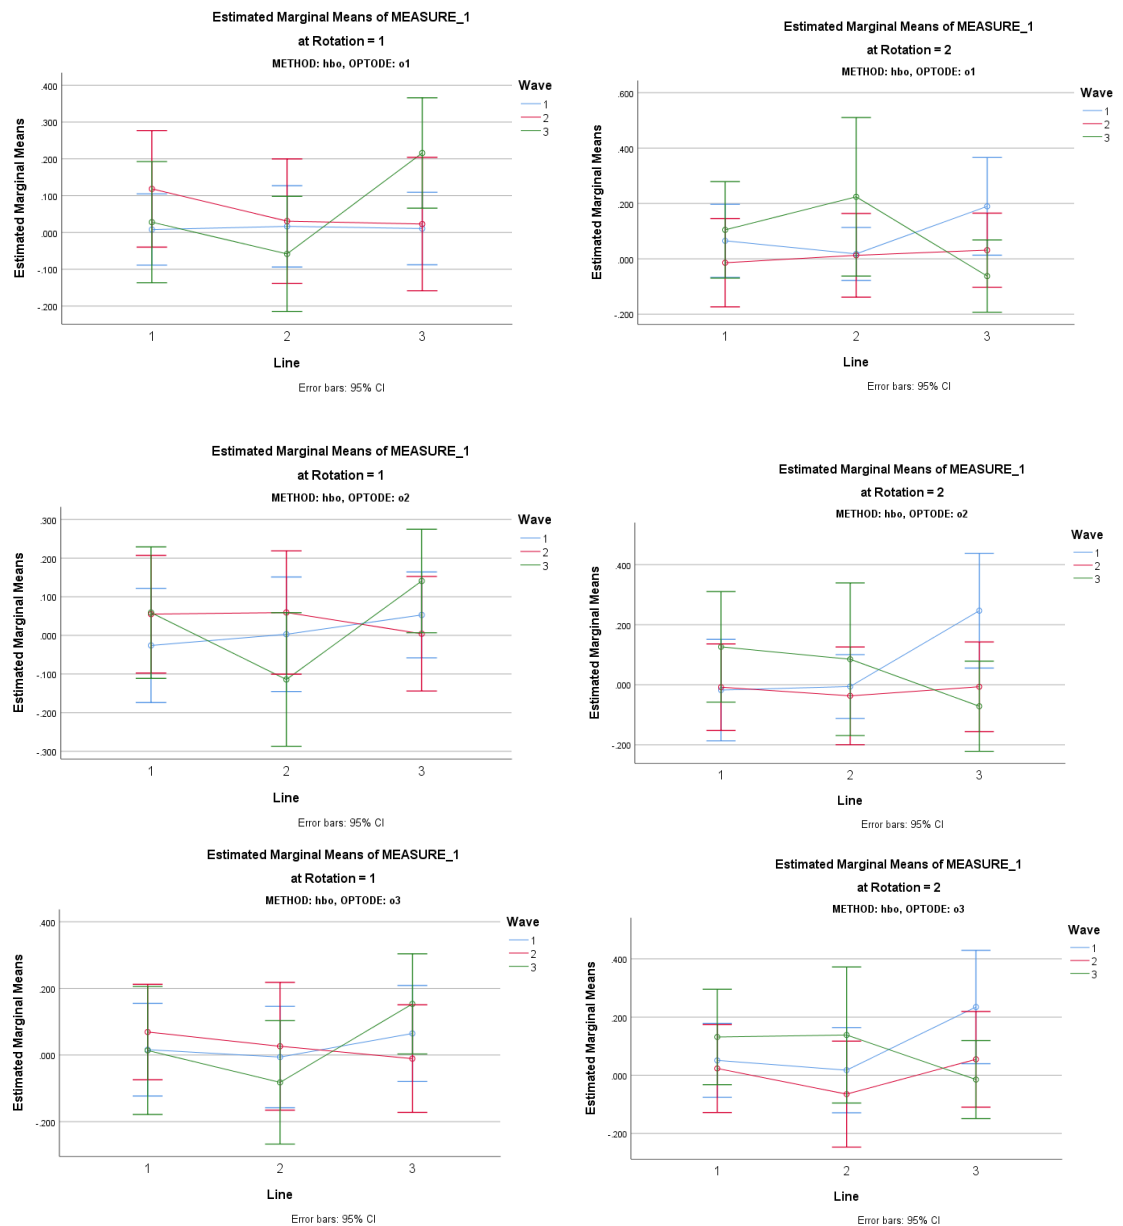 Estimated Marginal Means of MEASURE_1
at Rotation = 1
METHOD: hbo, OPTODE: o1
Estimated Marginal Means
.400
.300
.200
.100
.000
-.100
-.200
1 2 3
Line
Wave
1
2
3
Error bars: 95% CI
Estimated Marginal Means of MEASURE_1
at Rotation = 2
METHOD: hbo, OPTODE: o1
Estimated Marginal Means
.600
.400
.200
.000
-.200
1 2 3
Line
Wave
1
2
3
Error bars: 95% CI
Estimated Marginal Means of MEASURE_1
at Rotation = 1
METHOD: hbo, OPTODE: o2
Estimated Marginal Means
.300
.200
.100
.000
-.100
-.200
-.300
1 2 3
Line
Wave
1
2
3
Error bars: 95% CI
Estimated Marginal Means of MEASURE_1
at Rotation = 2
METHOD: hbo, OPTODE: o2
Estimated Marginal Means
.400
.200
.000
-.200
1 2 3
Line
Wave
1
2
3
Error bars: 95% CI
Estimated Marginal Means of MEASURE_1
at Rotation = 1
METHOD: hbo, OPTODE: o3
Estimated Marginal Means
.400
.200
.000
-.200
1 2 3
Line
Wave
1
2
3
Error bars: 95% CI
Estimated Marginal Means of MEASURE_1
at Rotation = 2
METHOD: hbo, OPTODE: o3
Estimated Marginal Means
.400
.200
.000
-.200
1 2 3
Line
Wave
1
2
3
Error bars: 95% CI